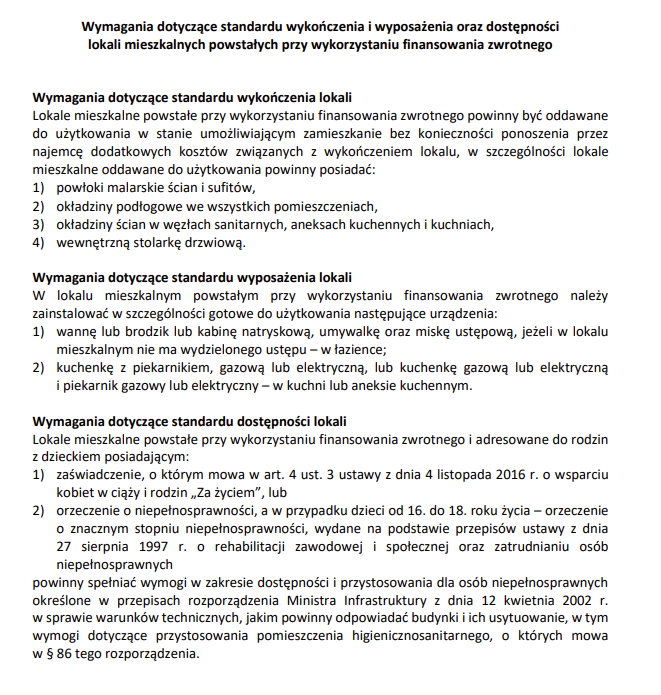 Wymagania dotyczące standardu wykończenia i wyposażenia oraz dostępności
lokali mieszkalnych powstałych przy wykorzystaniu finansowania zwrotnego
Wymagania dotyczące standardu wykończenia lokali
Lokale mieszkalne powstałe przy wykorzystaniu finansowania zwrotnego powinny być oddawane
do użytkowania w stanie umożliwiającym zamieszkanie bez konieczności ponoszenia przez
najemcę dodatkowych kosztów związanych z wykończeniem lokalu, w szczególności lokale
mieszkalne oddawane do użytkowania powinny posiadać:
1) powłoki malarskie ścian i sufitów,
2) okładziny podłogowe we wszystkich pomieszczeniach,
3) okładziny ścian w węzłach sanitarnych, aneksach kuchennych i kuchniach,
4) wewnętrzną stolarkę drzwiową.
Wymagania dotyczące standardu wyposażenia lokali
W lokalu mieszkalnym powstałym przy wykorzystaniu finansowania zwrotnego należy
zainstalować w szczególności gotowe do użytkowania następujące urządzenia:
1) wannę lub brodzik lub kabinę natryskową, umywalkę oraz miskę ustępową, jeżeli w lokalu
mieszkalnym nie ma wydzielonego ustępu – w łazience;
2) kuchenkę z piekarnikiem, gazową lub elektryczną, lub kuchenkę gazową lub elektryczną
i piekarnik gazowy lub elektryczny – w kuchni lub aneksie kuchennym.
Wymagania dotyczące standardu dostępności lokali
Lokale mieszkalne powstałe przy wykorzystaniu finansowania zwrotnego i adresowane do rodzin
z dzieckiem posiadającym:
1) zaświadczenie, o którym mowa w art. 4 ust. 3 ustawy z dnia 4 listopada 2016 r. o wsparciu
kobiet w ciąży i rodzin „Za życiem”, lub
2) orzeczenie o niepełnosprawności, a w przypadku dzieci od 16. do 18. roku życia – orzeczenie
o znacznym stopniu niepełnosprawności, wydane na podstawie przepisów ustawy z dnia
27 sierpnia 1997 r. o rehabilitacji zawodowej i społecznej oraz zatrudnianiu osób
niepełnosprawnych
powinny spełniać wymogi w zakresie dostępności i przystosowania dla osób niepełnosprawnych
określone w przepisach rozporządzenia Ministra Infrastruktury z dnia 12 kwietnia 2002 r.
w sprawie warunków technicznych, jakim powinny odpowiadać budynki i ich usytuowanie, w tym
wymogi dotyczące przystosowania pomieszczenia higienicznosanitarnego, o których mowa
w § 86 tego rozporządzenia.